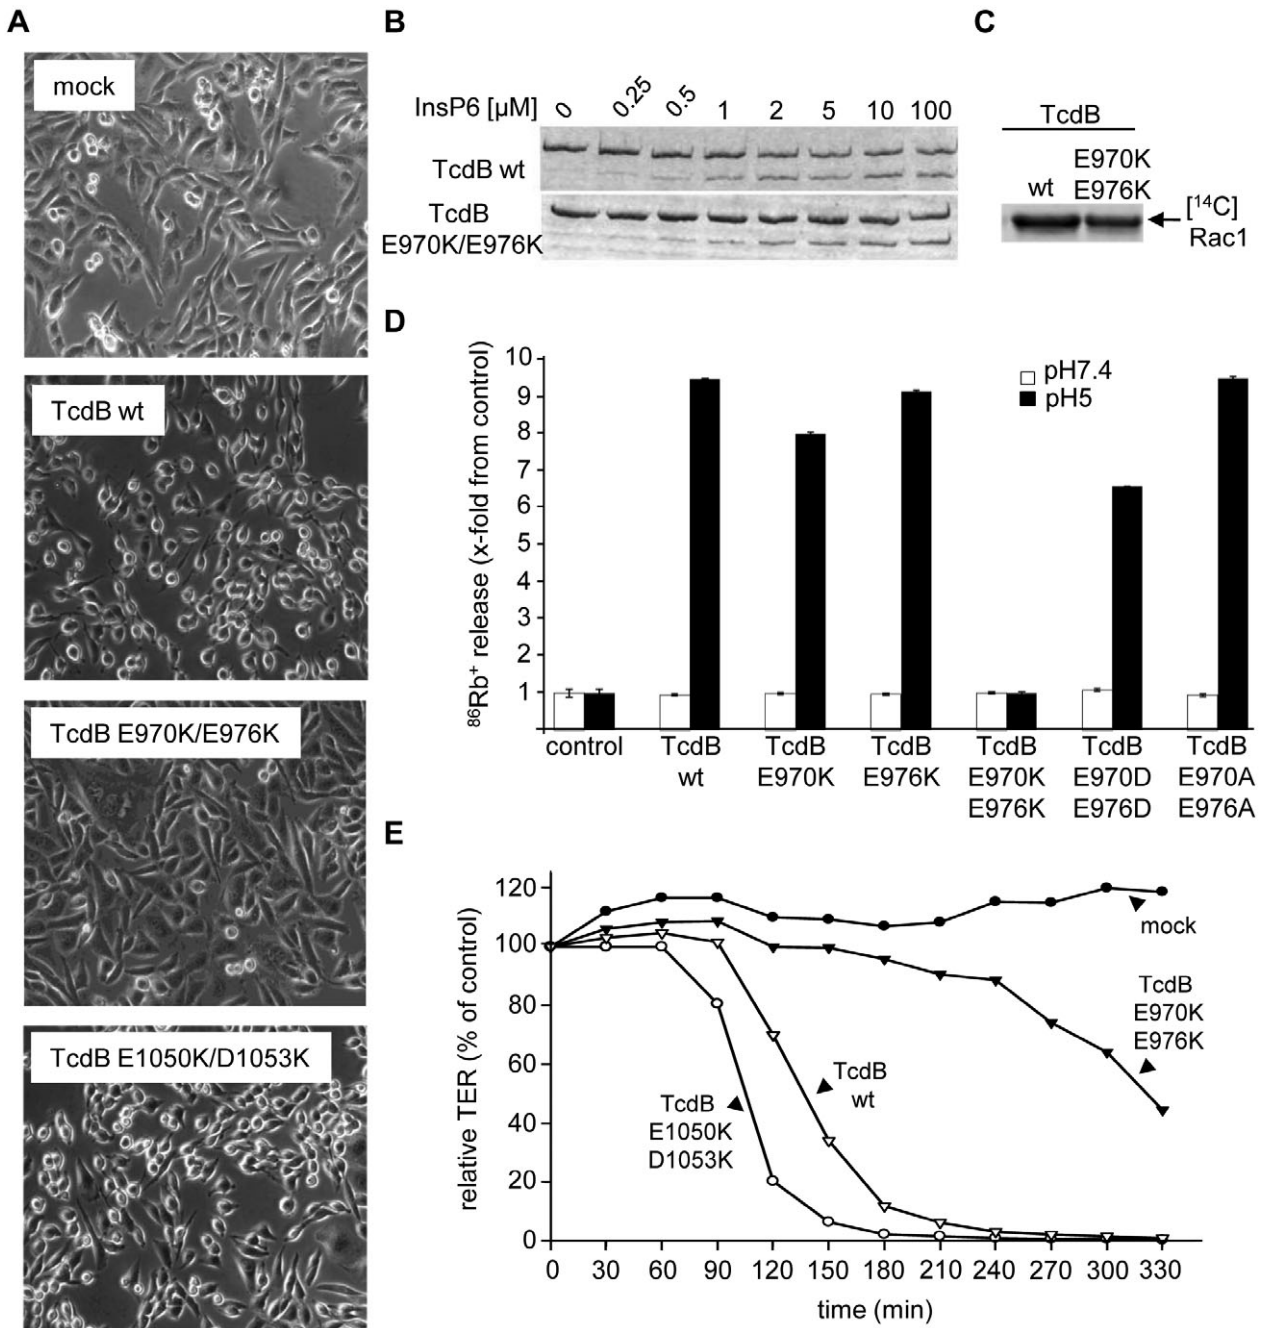 A
mock
TcdB wt
TcdB E970K/E976K
TcdB E1050K/D1053K
B
InsP6 [µM] 0 0.25 0.5 1 2 5 10 100
TcdB wt
TcdB
E970K/E976K
C
TcdB
E970K
wt E976K
[¹⁴C]
Rac1
D
⁸⁶Rb⁺ release (x-fold from control)
10
9
8
7
6
5
4
3
2
1
pH7.4
pH5
control TcdB TcdB TcdB TcdB TcdB TcdB
wt E970K E976K E970K E970D E970A
E976K E976D E976A
E
relative TER (% of control)
120
100
80
60
40
20
0
mock
TcdB
E970K
E976K
TcdB
wt
TcdB
E1050K
D1053K
0 30 60 90 120 150 180 210 240 270 300 330
time (min)